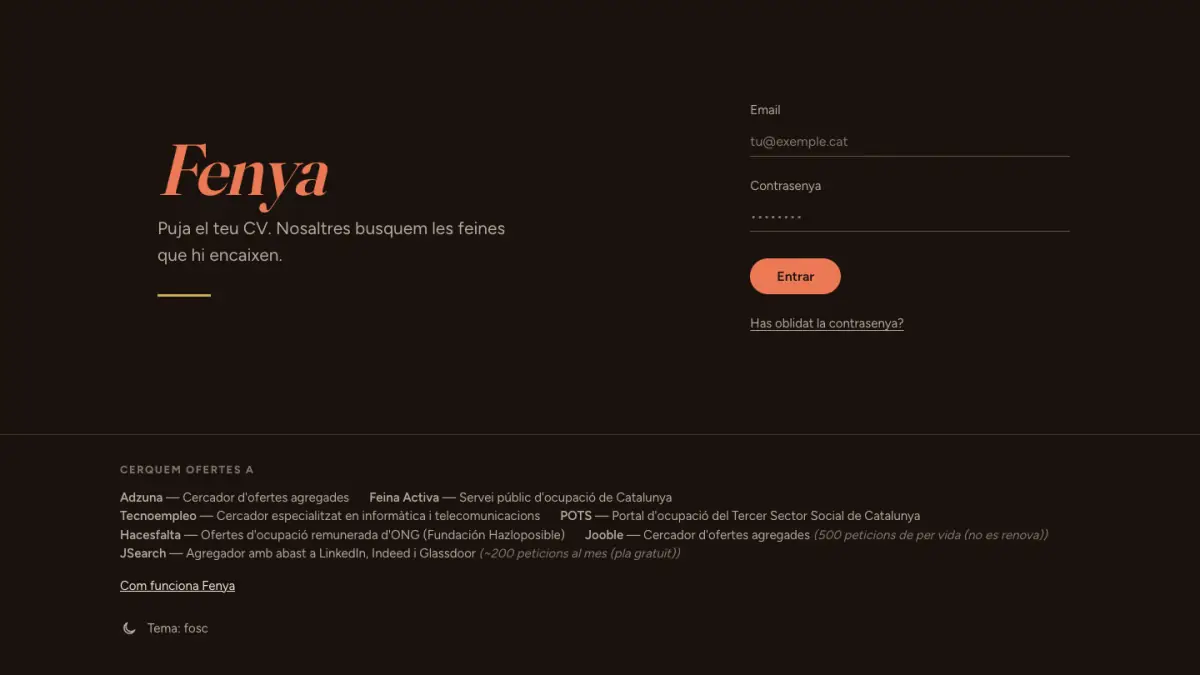 Fenya
Puja el teu CV. Nosaltres busquem les feines
que hi encaixen.
Email
tu@exemple.cat
Contrasenya
••••••••
Entrar
Has oblidat la contrasenya?
CERQUEM OFERTES A
Adzuna — Cercador d'ofertes agregades Feina Activa — Servei públic d'ocupació de Catalunya
Tecnoempleo — Cercador especialitzat en informàtica i telecomunicacions POTS — Portal d'ocupació del Tercer Sector Social de Catalunya
Hacesfalta — Ofertes d'ocupació remunerada d'ONG (Fundación Hazloposible) Jooble — Cercador d'ofertes agregades (500 peticions de per vida (no es renova))
JSearch — Agregador amb abast a LinkedIn, Indeed i Glassdoor (~200 peticions al mes (pla gratuït))
Com funciona Fenya
Tema: fosc